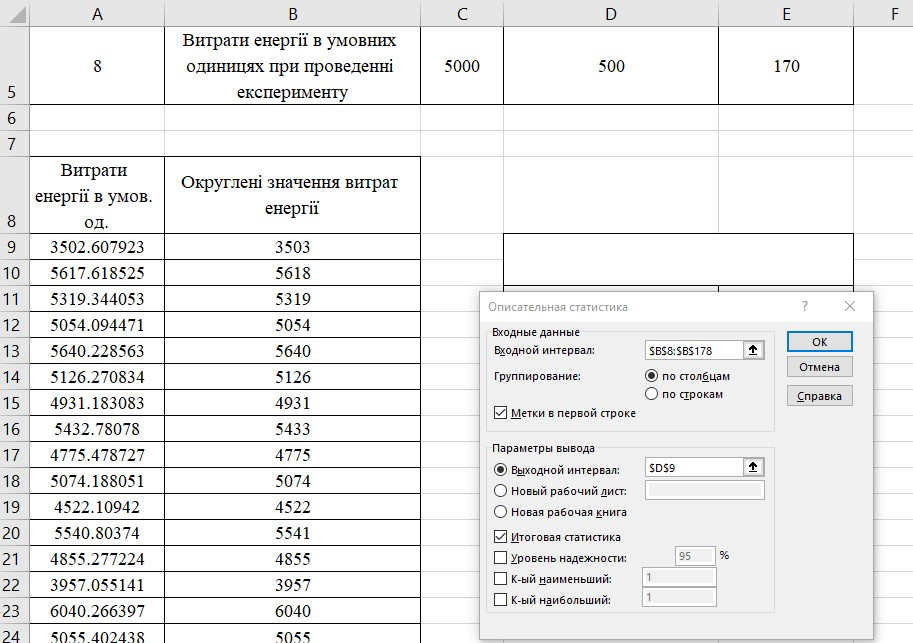 A B C D E F
5 8 Витрати енергії в умовних одиницях при проведенні експерименту 5000 500 170
6
7
8 Витрати енергії в умов. од. Округлені значення витрат енергії
9 3502.607923 3503
10 5617.618525 5618
11 5319.344053 5319
12 5054.094471 5054
13 5640.228563 5640
14 5126.270834 5126
15 4931.183083 4931
16 5432.78078 5433
17 4775.478727 4775
18 5074.188051 5074
19 4522.10942 4522
20 5540.80374 5541
21 4855.277224 4855
22 3957.055141 3957
23 6040.266397 6040
24 5055.402438 5055
Описательная статистика ? ×
Входные данные
Входной интервал: $B$8:$B$178
Группирование: по столбцам
по строкам
Метки в первой строке
OK
Отмена
Справка
Параметры вывода
Выходной интервал: $D$9
Новый рабочий лист:
Новая рабочая книга
Итоговая статистика
Уровень надежности: 95 %
К-ый наименьший: 1
К-ый наибольший: 1